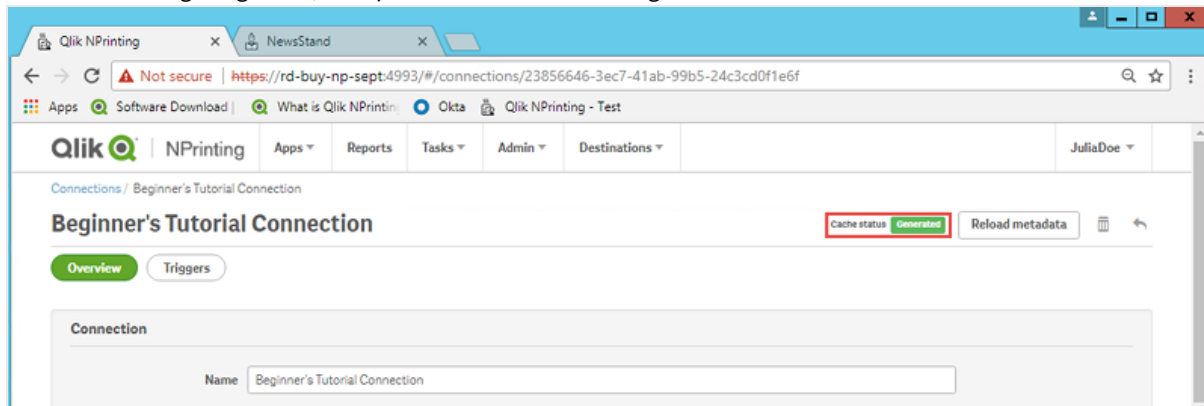 Qlik NPrinting
NewsStand
Not secure | https://rd-buy-np-sept:4993/#/connections/23856646-3ec7-41ab-99b5-24c3cd0f1e6f
Apps Software Download | What is Qlik NPrinting Okta Qlik NPrinting - Test
Qlik NPrinting Apps Reports Tasks Admin Destinations JuliaDoe
Connections / Beginner's Tutorial Connection
Beginner's Tutorial Connection Cache status Generated Reload metadata
Overview Triggers
Connection
Name Beginner's Tutorial Connection